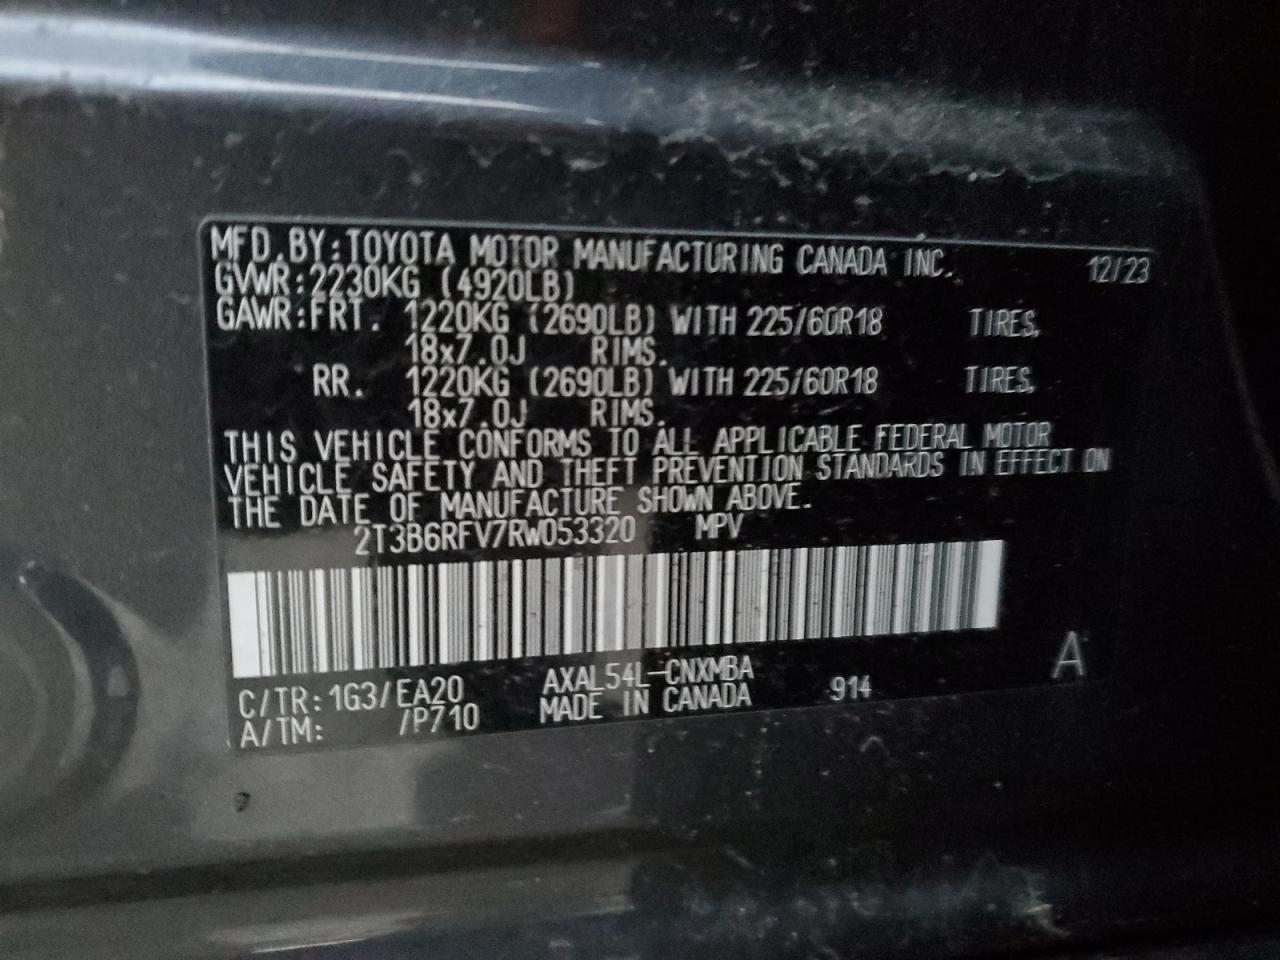 MFD.BY:TOYOTA MOTOR MANUFACTURING CANADA INC. 12/23
GVWR:2230KG (4920LB)
GAWR:FRT. 1220KG (2690LB) WITH 225/60R18 TIRES,
18x7.0J RIMS.
RR. 1220KG (2690LB) WITH 225/60R18 TIRES,
18x7.0J RIMS.
THIS VEHICLE CONFORMS TO ALL APPLICABLE FEDERAL MOTOR
VEHICLE SAFETY AND THEFT PREVENTION STANDARDS IN EFFECT ON
THE DATE OF MANUFACTURE SHOWN ABOVE.
2T3B6RFV7RW053320 MPV
A
C/TR:1G3/EA20 AXAL54L-CNXMBA 914
A/TM: /P710 MADE IN CANADA